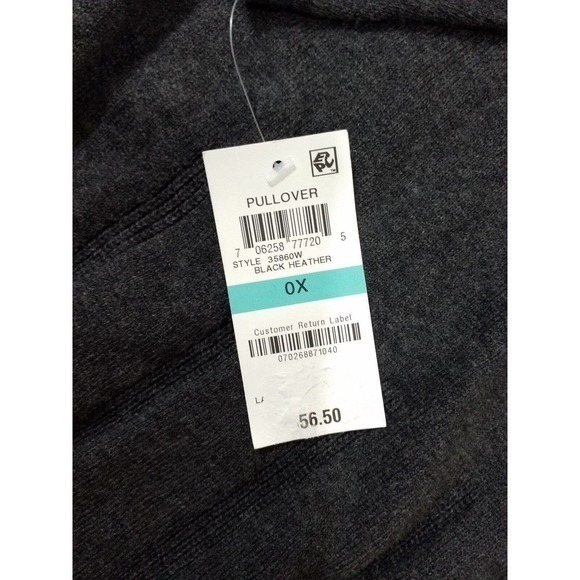 PULLOVER
7 06258 77720 5
STYLE 35860W
BLACK HEATHER
0X
Customer Return Label
070268871040
56.50